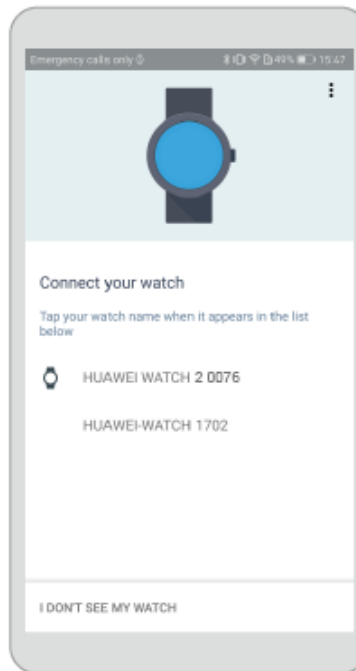 Emergency calls only
49% 15:47
Connect your watch
Tap your watch name when it appears in the list
below
HUAWEI WATCH 2 0076
HUAWEI-WATCH 1702
I DON'T SEE MY WATCH